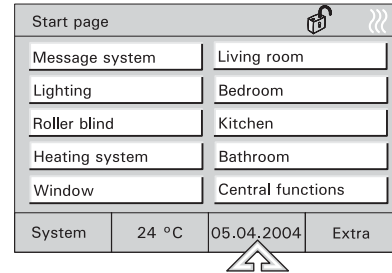 Start page
Message system
Living room
Lighting
Bedroom
Roller blind
Kitchen
Heating system
Bathroom
Window
Central functions
System
24 °C
05.04.2004
Extra